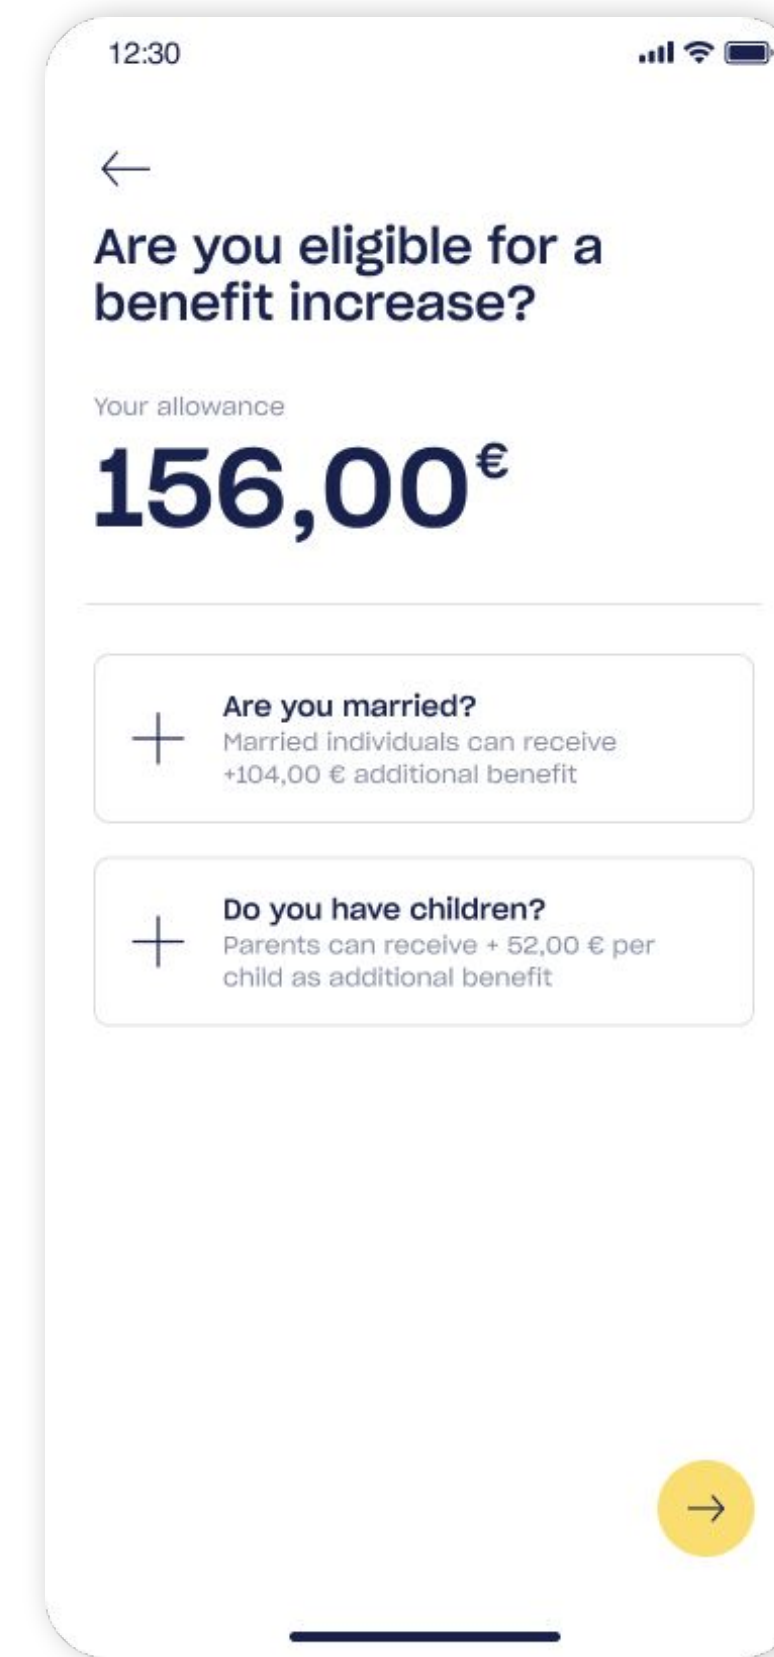 12:30
Are you eligible for a
benefit increase?
Your allowance
156,00€
Are you married?
Married individuals can receive
+104,00 € additional benefit
Do you have children?
Parents can receive + 52,00 € per
child as additional benefit